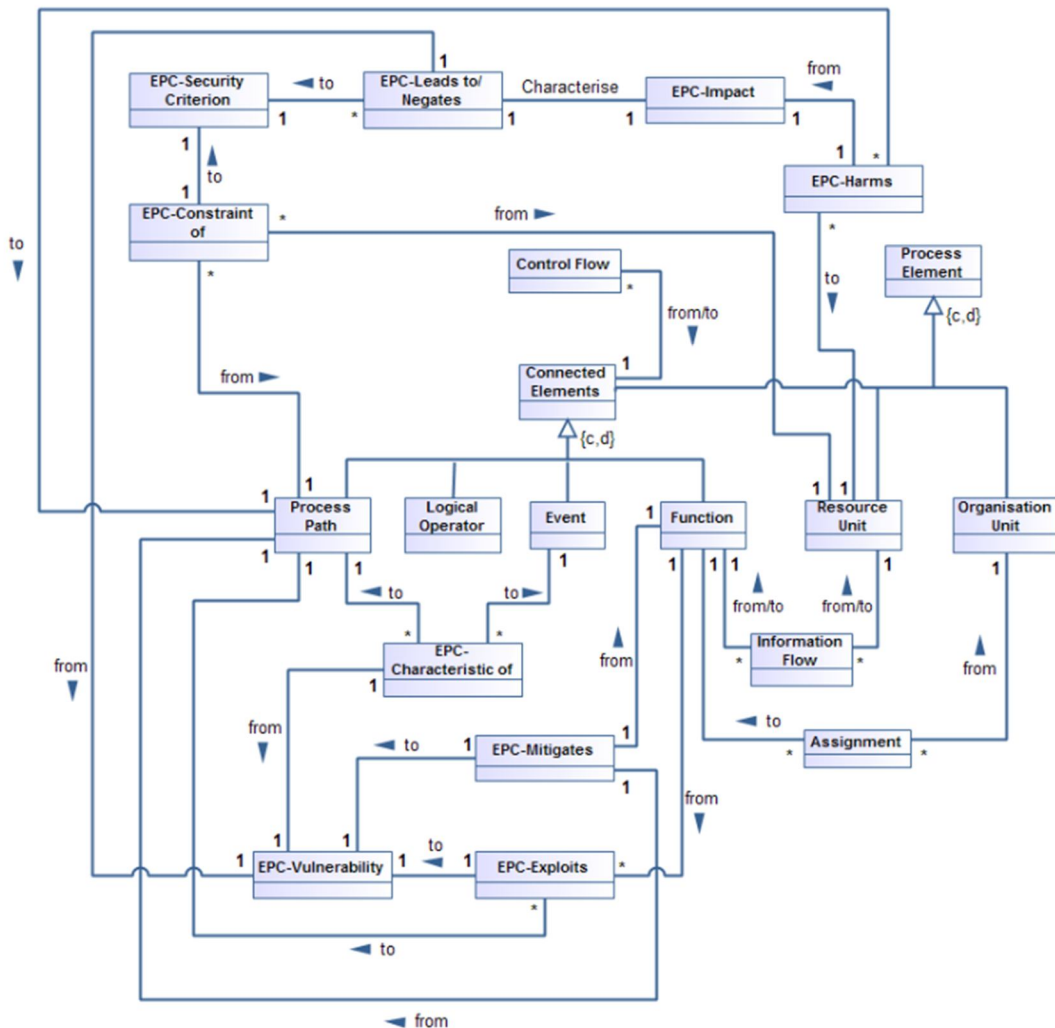 EPC-Security
Criterion
to
EPC-Leads to/
Negates
Characterise
EPC-Impact
from
1
1
*
1
1
1
1
*
EPC-Harms
1
to
1
EPC-Constraint
of
*
from
*
to
Control Flow
*
*
to
Process
Element
{c,d}
from/to
from
1
Connected
Elements
{c,d}
1
1
Process
Path
Logical
Operator
Event
1
Function
1
1
Resource
Unit
Organisation
Unit
1
1
1
1
1
1
1
1
1
to
to
from/to
from/to
*
*
EPC-
Characteristic of
1
from
from
*
Information
Flow
*
from
from
to
1
EPC-Mitigates
1
1
to
*
Assignment
*
from
1
1
1
EPC-Vulnerability
1
to
1
EPC-Exploits
*
*
to
from